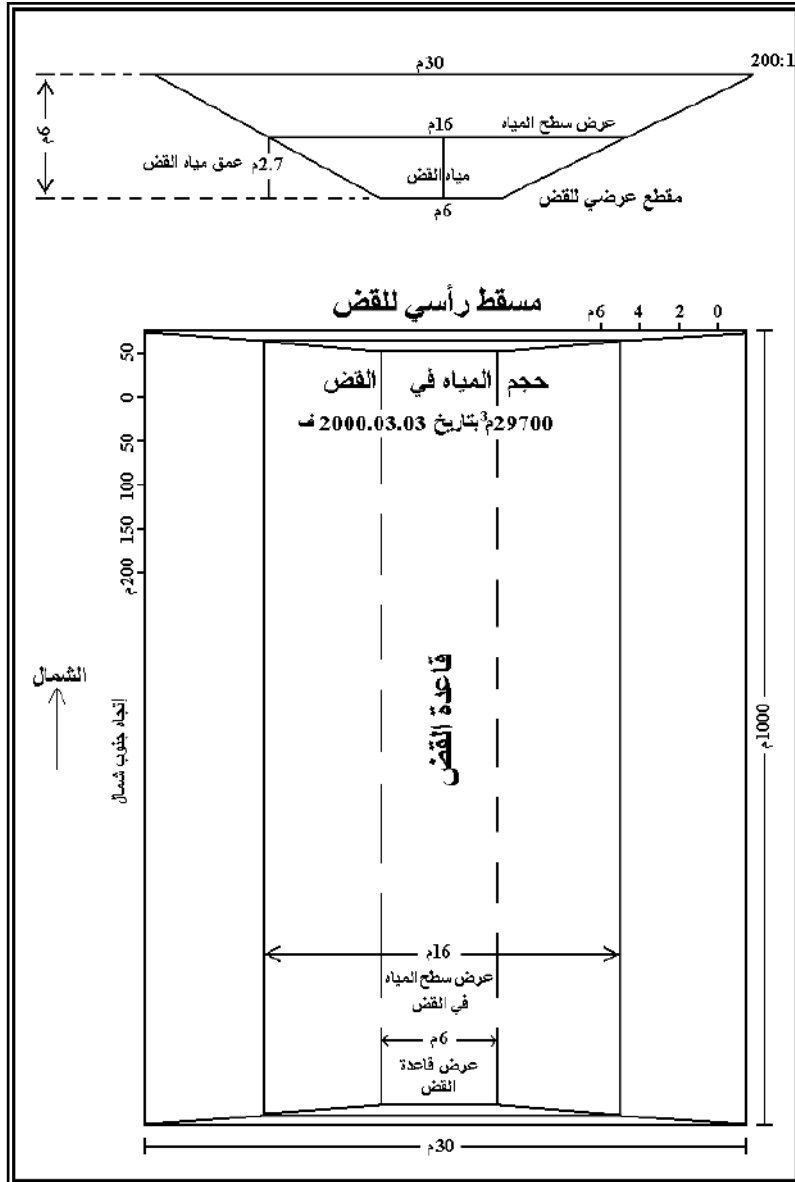 200:1
30م
6م
16م
عرض سطح المياه
عمق مياه القض
2.7م
مياه القض
6م
مقطع عرضي للقض
مسقط رأسي للقض
0 2 4 6م
50 0 50 100 150 200م
حجم المياه في القض
29700م³ بتاريخ 2000.03.03 ف
قاعدة القض
الشمال
إتجاه جنوب شمال
1000م
16م
عرض سطح المياه
في القض
6م
عرض قاعدة
القض
30م